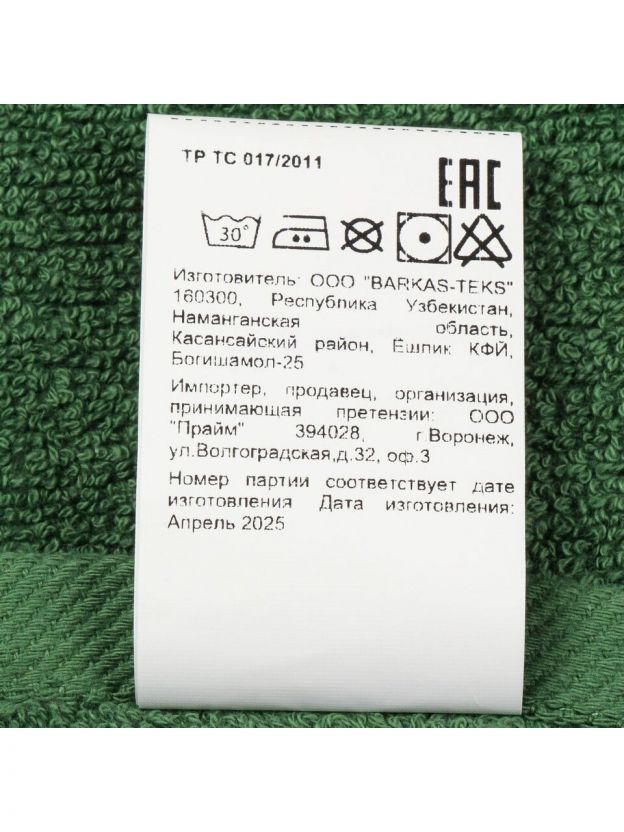 ТР ТС 017/2011
EAC
30°
Изготовитель: ООО "BARKAS-TEKS"
160300, Республика Узбекистан,
Наманганская область,
Касансайский район, Ёшлик КФЙ,
Богишамол-25
Импортер, продавец, организация,
принимающая претензии: ООО
"Прайм" 394028, г.Воронеж,
ул.Волгоградская,д.32, оф.3
Номер партии соответствует дате
изготовления Дата изготовления:
Апрель 2025